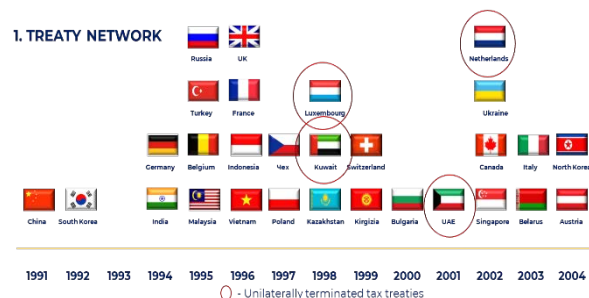 1. TREATY NETWORK
Russia UK Netherlands
Turkey France Luxembourg Ukraine
Germany Belgium Indonesia Чех Kuwait Switzerland Canada Italy North Korea
China South Korea India Malaysia Vietnam Poland Kazakhstan Kirgizia Bulgaria UAE Singapore Belarus Austria
1991 1992 1993 1994 1995 1996 1997 1998 1999 2000 2001 2002 2003 2004
- Unilaterally terminated tax treaties